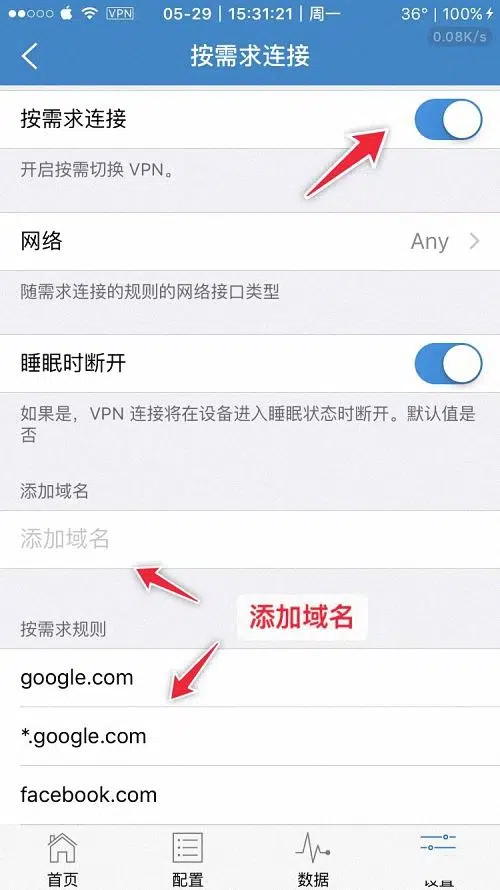 VPN 05-29 | 15:31:21 | 周一 36° | 100%
0.08K/s
按需求连接
按需求连接
开启按需切换 VPN。
网络 Any
随需求连接的规则的网络接口类型
睡眠时断开
如果是，VPN 连接将在设备进入睡眠状态时断开。默认值是
否
添加域名
添加域名
添加域名
按需求规则
google.com
*.google.com
facebook.com
首页 配置 数据 设置